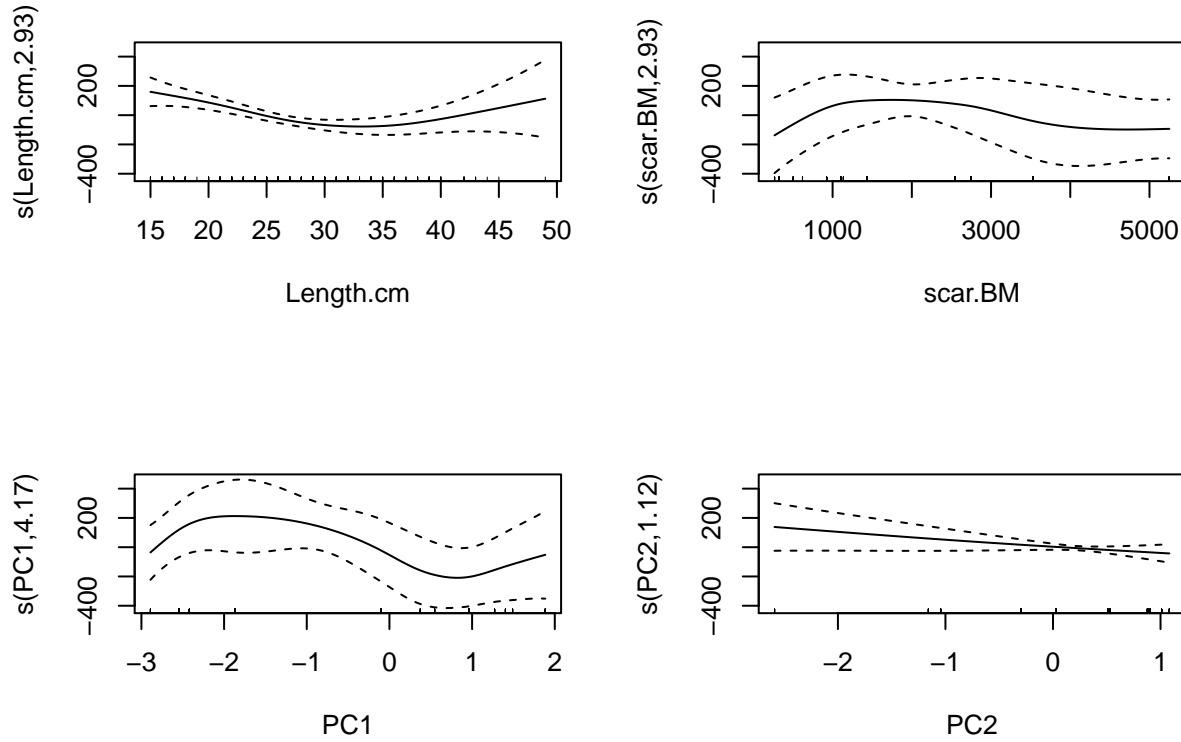 s(Length.cm,2.93)
200
−400
15 20 25 30 35 40 45 50
Length.cm
s(scar.BM,2.93)
200
−400
1000 3000 5000
scar.BM
s(PC1,4.17)
200
−400
−3 −2 −1 0 1 2
PC1
s(PC2,1.12)
200
−400
−2 −1 0 1
PC2